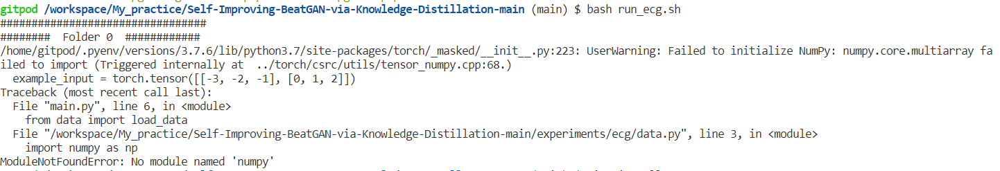 gitpod /workspace/My_practice/Self-Improving-BeatGAN-via-Knowledge-Distillation-main (main) $ bash run_ecg.sh
#################################
######## Folder 0 ############
/home/gitpod/.pyenv/versions/3.7.6/lib/python3.7/site-packages/torch/_masked/__init__.py:223: UserWarning: Failed to initialize NumPy: numpy.core.multiarray fa
iled to import (Triggered internally at ../torch/csrc/utils/tensor_numpy.cpp:68.)
example_input = torch.tensor([[-3, -2, -1], [0, 1, 2]])
Traceback (most recent call last):
File "main.py", line 6, in <module>
from data import load_data
File "/workspace/My_practice/Self-Improving-BeatGAN-via-Knowledge-Distillation-main/experiments/ecg/data.py", line 3, in <module>
import numpy as np
ModuleNotFoundError: No module named 'numpy'